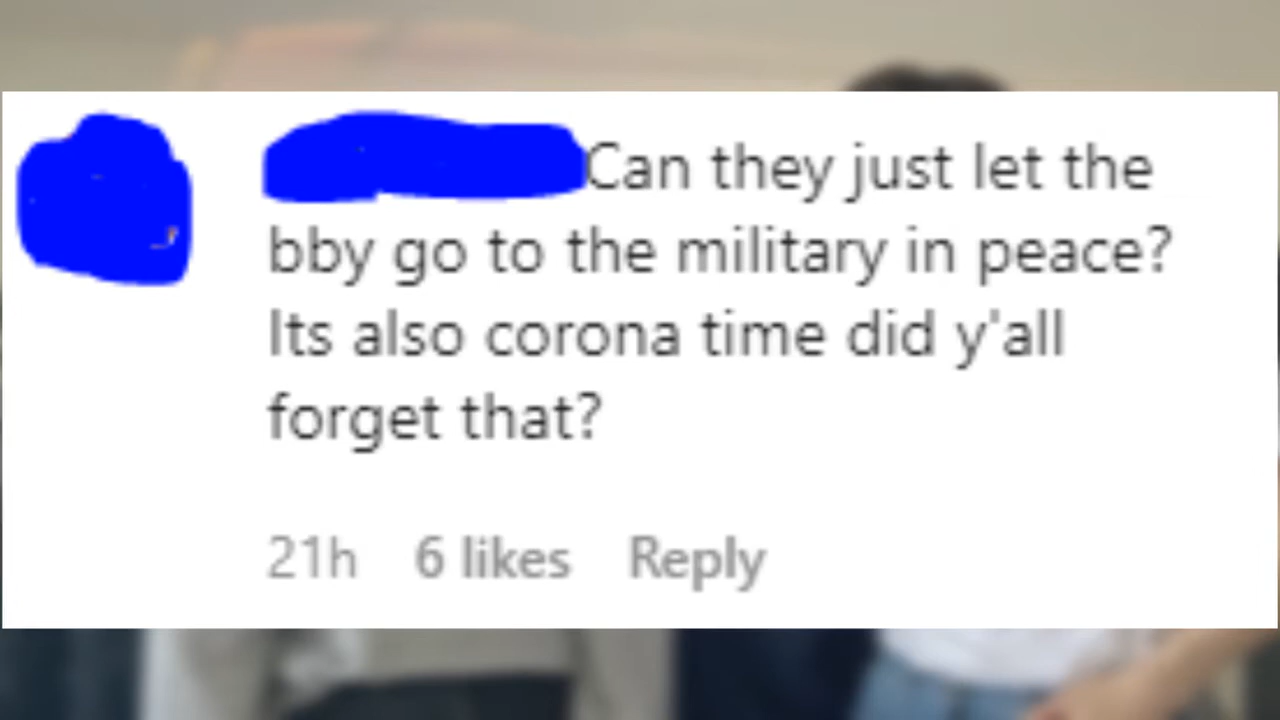 Can they just let the
bby go to the military in peace?
Its also corona time did y'all
forget that?
21h 6 likes Reply